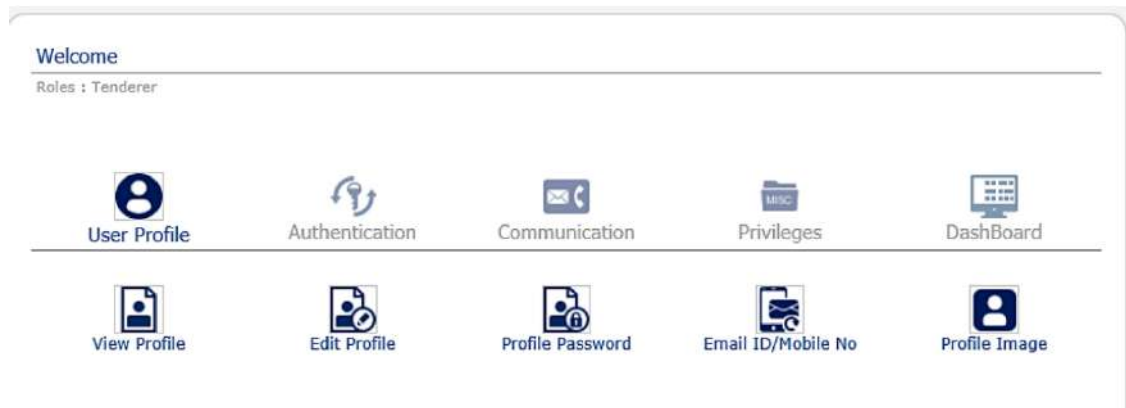 Welcome
Roles : Tenderer
User Profile Authentication Communication MISC Privileges DashBoard
View Profile Edit Profile Profile Password Email ID/Mobile No Profile Image